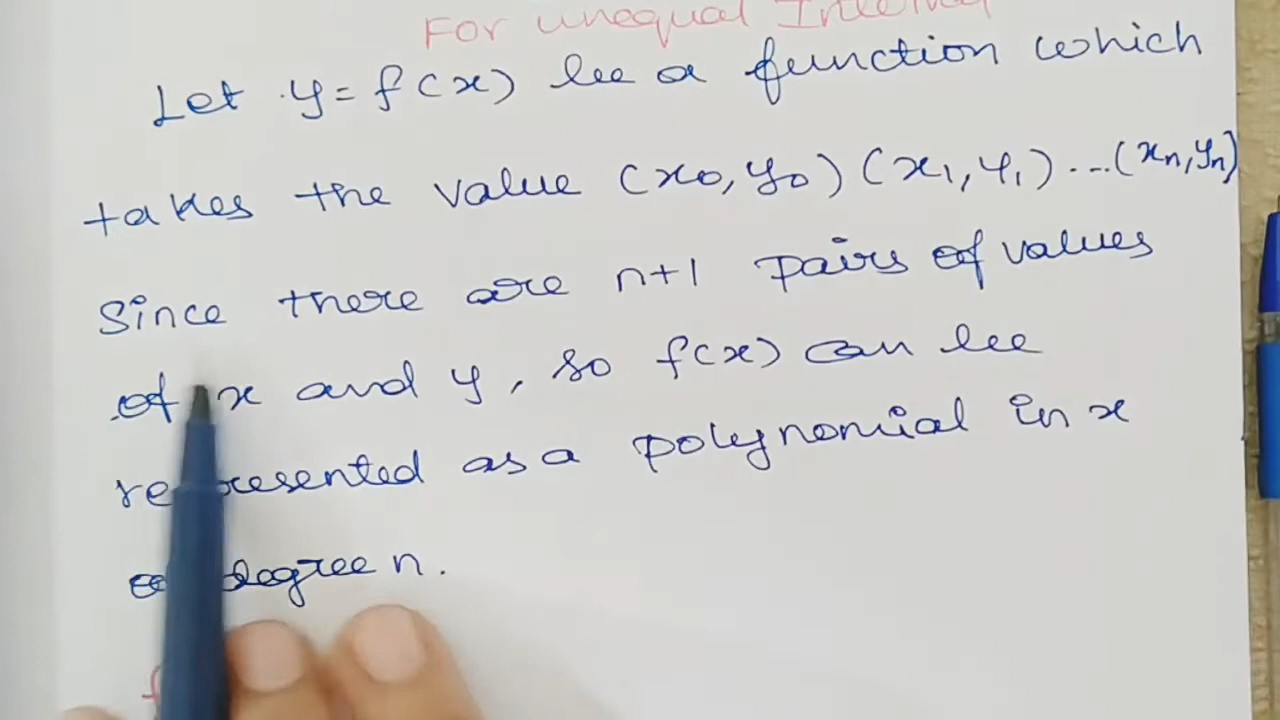 For unequal Interval
Let y = f(x) be a function which
takes the value (x₀,y₀) (x₁,y₁) ...(xₙ,yₙ)
Since there are n+1 Pairs of values
of x and y, so f(x) can be
represented as a polynomial in x
of degree n.
f